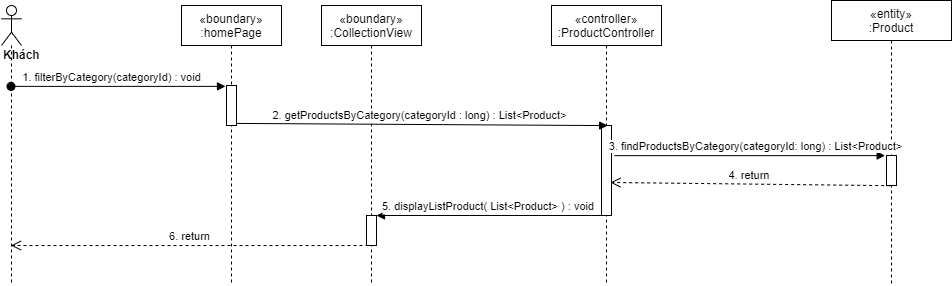 «boundary»
:homePage
«boundary»
:CollectionView
«controller»
:ProductController
«entity»
:Product
Khách
1. filterByCategory(categoryId) : void
2. getProductsByCategory(categoryId : long) : List<Product>
3. findProductsByCategory(categoryId: long) : List<Product>
4. return
5. displayListProduct( List<Product> ) : void
6. return